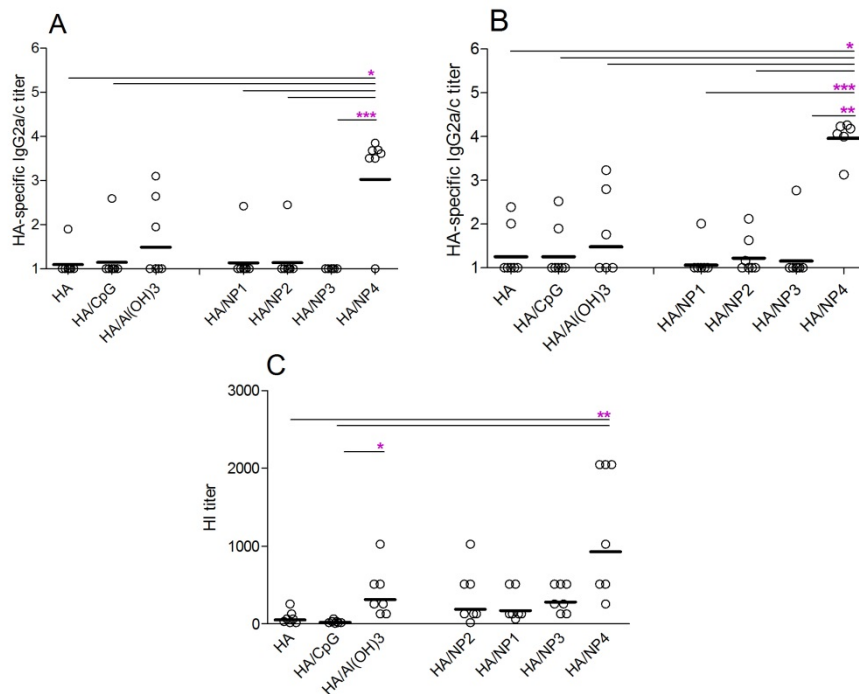 A
HA-specific IgG2a/c titer
6
5
4
3
2
1
*
***
HA
HA/CpG
HA/Al(OH)3
HA/NP1
HA/NP2
HA/NP3
HA/NP4
B
HA-specific IgG2a/c titer
6
5
4
3
2
1
*
***
**
HA
HA/CpG
HA/Al(OH)3
HA/NP1
HA/NP2
HA/NP3
HA/NP4
C
HI titer
3000
2000
1000
0
**
*
HA
HA/CpG
HA/Al(OH)3
HA/NP2
HA/NP1
HA/NP3
HA/NP4